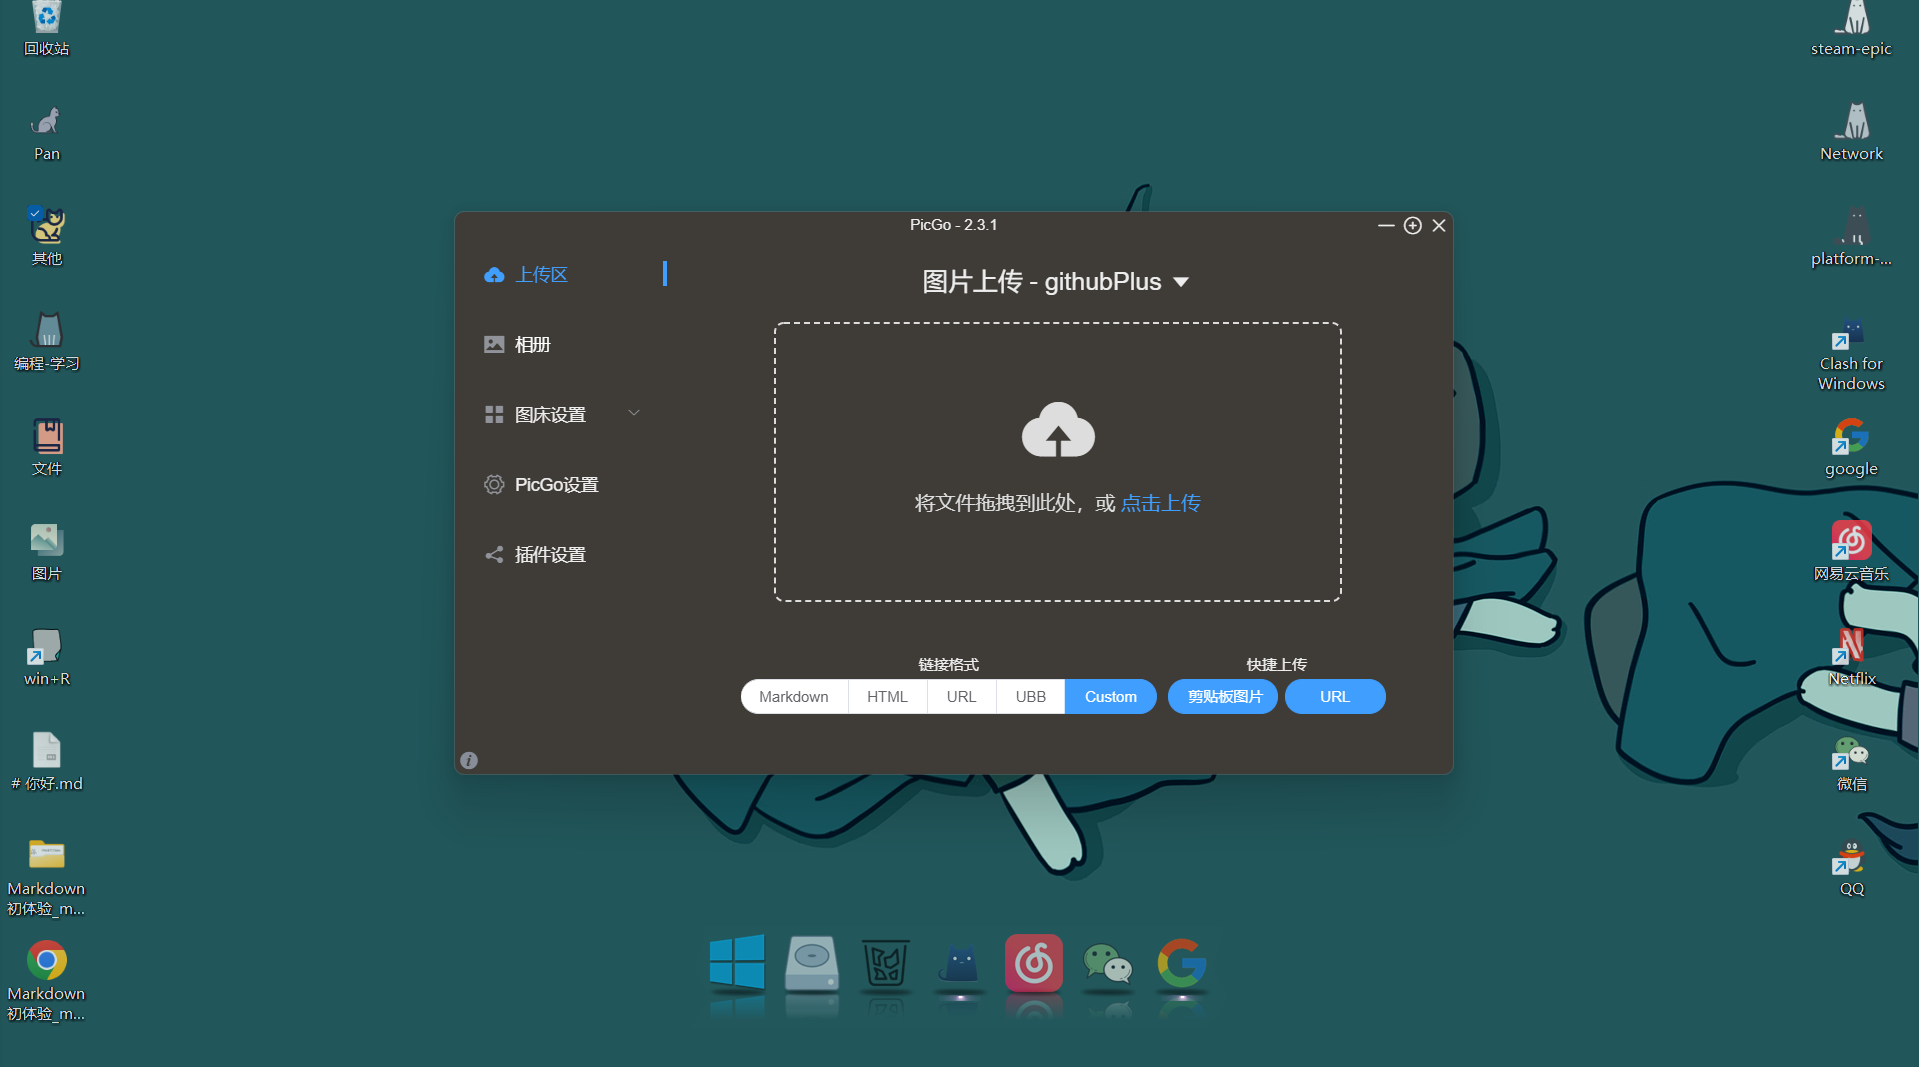 回收站
Pan
其他
编程-学习
文件
图片
win+R
# 你好.md
Markdown
初体验_m...
Markdown
初体验_m...
PicGo - 2.3.1
上传区
相册
图床设置
PicGo设置
插件设置
图片上传 - githubPlus
将文件拖拽到此处，或 点击上传
链接格式
快捷上传
Markdown
HTML
URL
UBB
Custom
剪贴板图片
URL
steam-epic
Network
platform-...
Clash for
Windows
google
网易云音乐
Netflix
微信
QQ